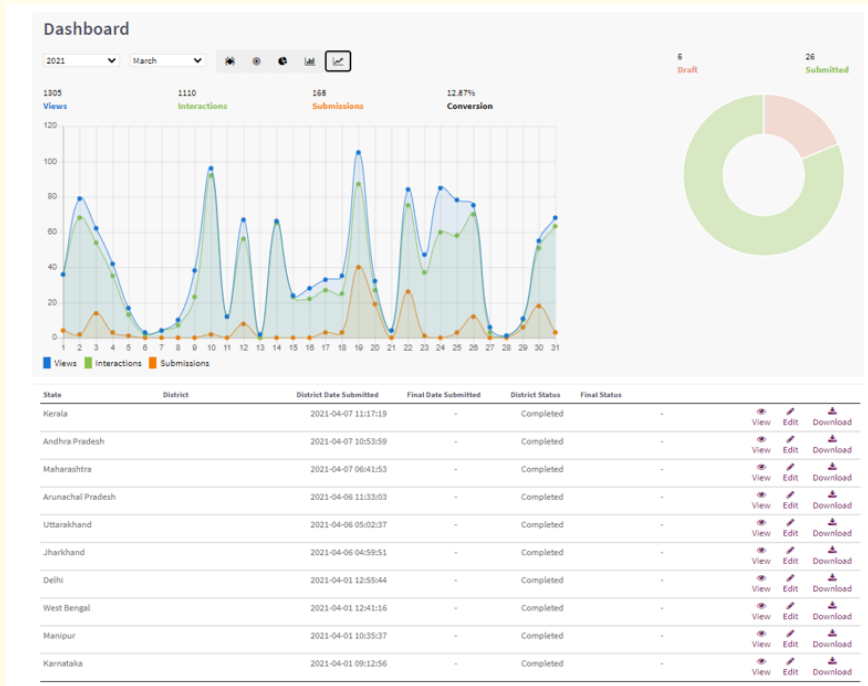 Dashboard
2021 March
1305 1110 168 12.87%
Views Interactions Submissions Conversion
6 26
Draft Submitted
120
100
80
60
40
20
0
1 2 3 4 5 6 7 8 9 10 11 12 13 14 15 16 17 18 19 20 21 22 23 24 25 26 27 28 29 30 31
Views Interactions Submissions
State District District Date Submitted Final Date Submitted District Status Final Status
Kerala 2021-04-07 11:17:19 - Completed - View Edit Download
Andhra Pradesh 2021-04-07 10:53:59 - Completed - View Edit Download
Maharashtra 2021-04-07 06:41:53 - Completed - View Edit Download
Arunachal Pradesh 2021-04-06 11:33:03 - Completed - View Edit Download
Uttarakhand 2021-04-06 05:02:37 - Completed - View Edit Download
Jharkhand 2021-04-06 04:59:51 - Completed - View Edit Download
Delhi 2021-04-01 12:55:44 - Completed - View Edit Download
West Bengal 2021-04-01 12:41:16 - Completed - View Edit Download
Manipur 2021-04-01 10:35:37 - Completed - View Edit Download
Karnataka 2021-04-01 09:12:56 - Completed - View Edit Download